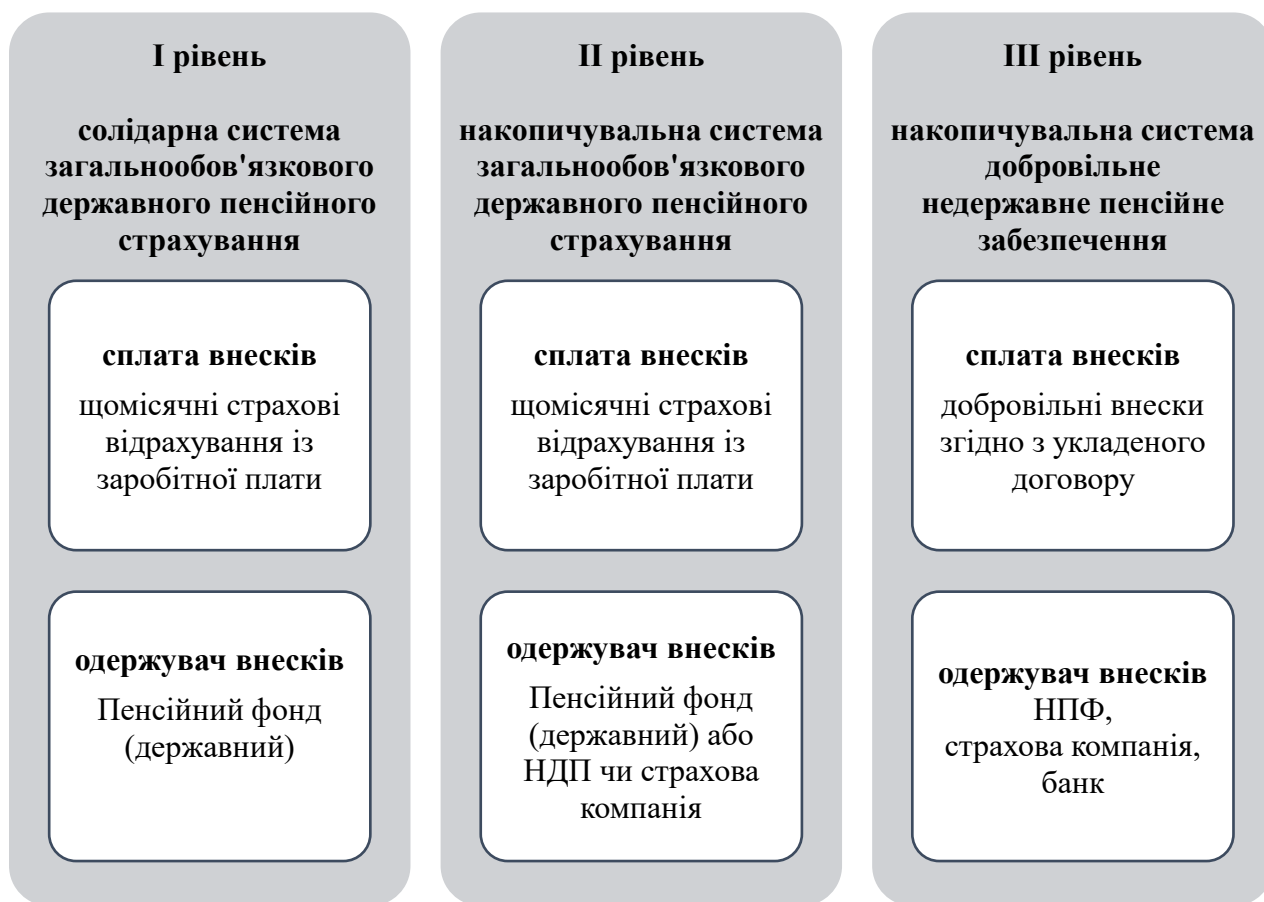 I рівень
солідарна система
загальнообов'язкового
державного пенсійного
страхування
сплата внесків
щомісячні страхові
відрахування із
заробітної плати
одержувач внесків
Пенсійний фонд
(державний)
II рівень
накопичувальна система
загальнообов'язкового
державного пенсійного
страхування
сплата внесків
щомісячні страхові
відрахування із
заробітної плати
одержувач внесків
Пенсійний фонд
(державний) або
НДП чи страхова
компанія
III рівень
накопичувальна система
добровільне
недержавне пенсійне
забезпечення
сплата внесків
добровільні внески
згідно з укладеного
договору
одержувач внесків
НПФ,
страхова компанія,
банк